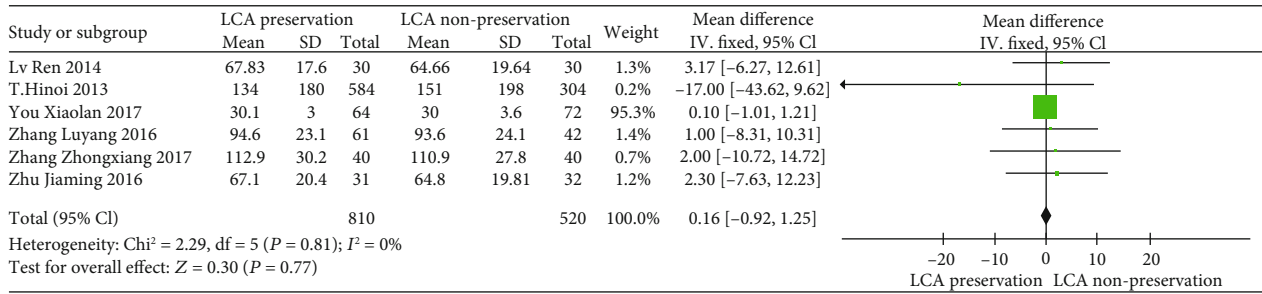 Study or subgroup LCA preservation LCA non-preservation Weight Mean difference Mean difference
Mean SD Total Mean SD Total IV. fixed, 95% Cl IV. fixed, 95% Cl
Lv Ren 2014 67.83 17.6 30 64.66 19.64 30 1.3% 3.17 [−6.27, 12.61]
T.Hinoi 2013 134 180 584 151 198 304 0.2% −17.00 [−43.62, 9.62]
You Xiaolan 2017 30.1 3 64 30 3.6 72 95.3% 0.10 [−1.01, 1.21]
Zhang Luyang 2016 94.6 23.1 61 93.6 24.1 42 1.4% 1.00 [−8.31, 10.31]
Zhang Zhongxiang 2017 112.9 30.2 40 110.9 27.8 40 0.7% 2.00 [−10.72, 14.72]
Zhu Jiaming 2016 67.1 20.4 31 64.8 19.81 32 1.2% 2.30 [−7.63, 12.23]
Total (95% Cl) 810 520 100.0% 0.16 [−0.92, 1.25]
Heterogeneity: Chi² = 2.29, df = 5 (P = 0.81); I² = 0%
Test for overall effect: Z = 0.30 (P = 0.77)
−20 −10 0 10 20
LCA preservation LCA non-preservation